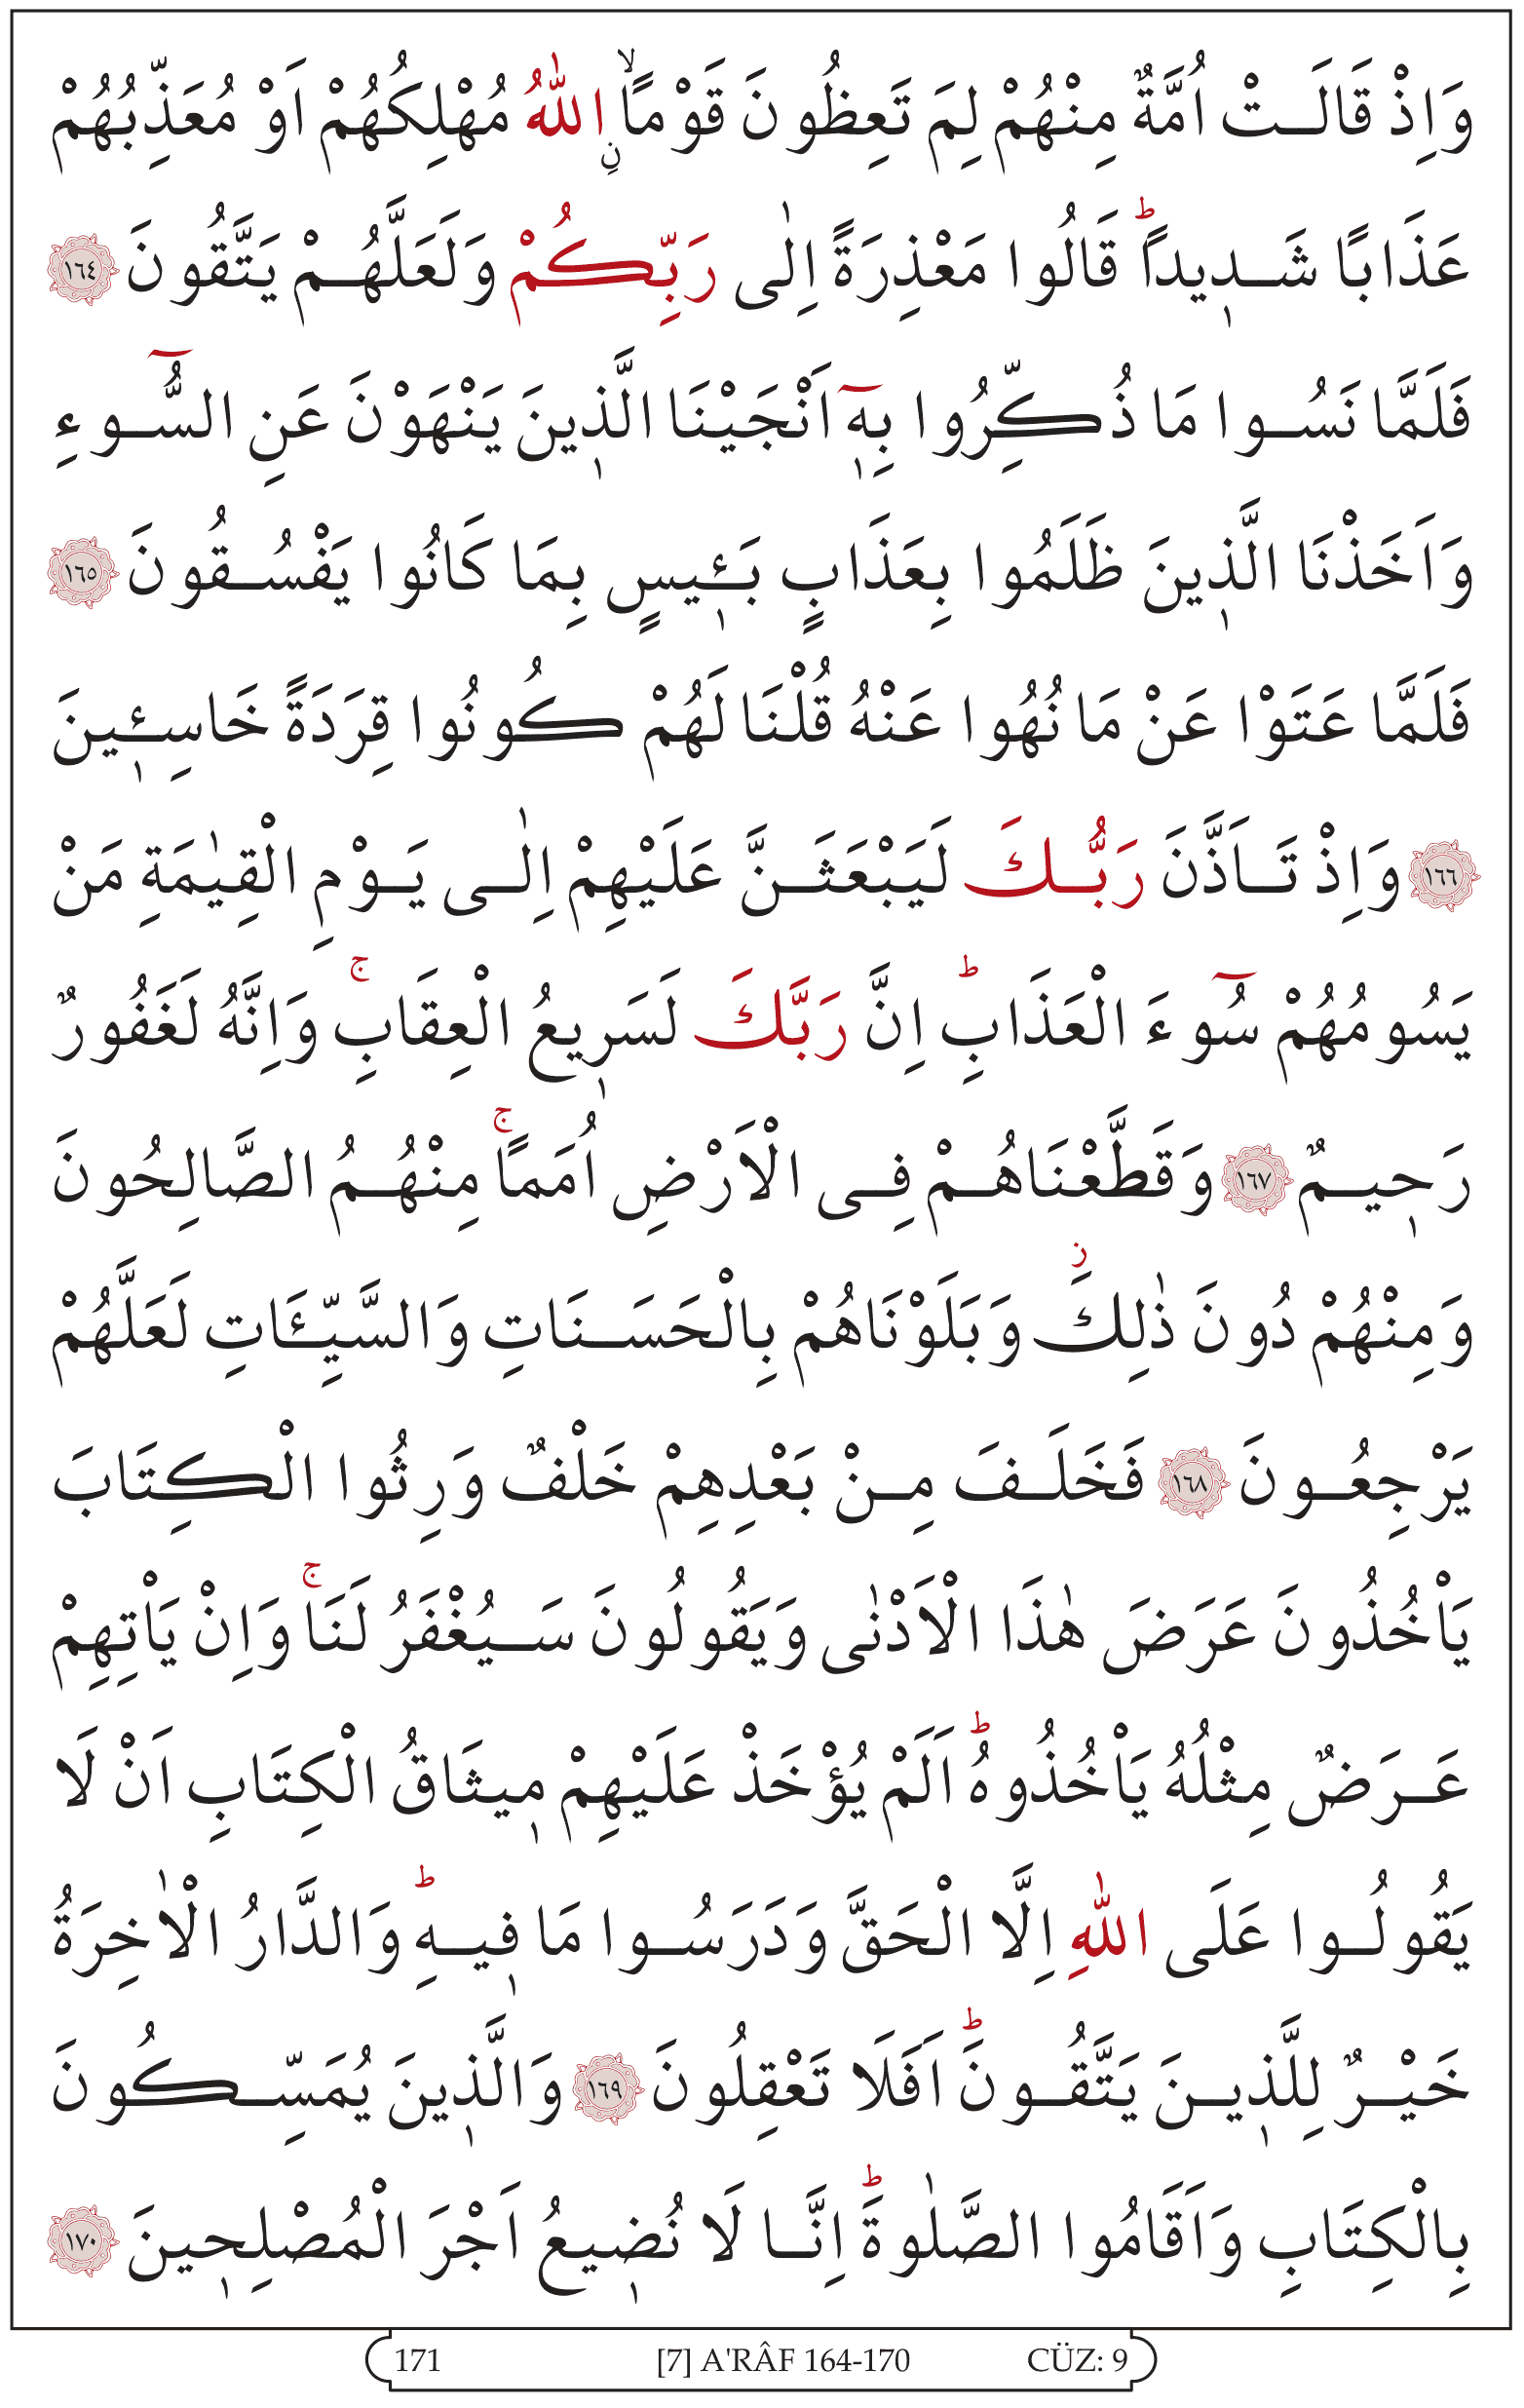 وَاِذْ قَالَتْ اُمَّةٌ مِنْهُمْ لِمَ تَعِظُونَ قَوْمًاۙ ۨاللّٰهُ مُهْلِكُهُمْ اَوْ مُعَذِّبُهُمْ
عَذَابًا شَد۪يدًاۜ قَالُوا مَعْذِرَةً اِلٰى رَبِّكُمْ وَلَعَلَّهُمْ يَتَّقُونَ ﴿١٦٤﴾
فَلَمَّا نَسُوا مَا ذُكِّرُوا بِه۪ٓ اَنْجَيْنَا الَّذ۪ينَ يَنْهَوْنَ عَنِ السُّٓوءِ
وَاَخَذْنَا الَّذ۪ينَ ظَلَمُوا بِعَذَابٍ بَـ۪ٔيسٍ بِمَا كَانُوا يَفْسُقُونَ ﴿١٦٥﴾
فَلَمَّا عَتَوْا عَنْ مَا نُهُوا عَنْهُ قُلْنَا لَهُمْ كُونُوا قِرَدَةً خَاسِـ۪ٔينَ
﴿١٦٦﴾ وَاِذْ تَاَذَّنَ رَبُّكَ لَيَبْعَثَنَّ عَلَيْهِمْ اِلٰى يَوْمِ الْقِيٰمَةِ مَنْ
يَسُومُهُمْ سُٓوءَ الْعَذَابِۜ اِنَّ رَبَّكَ لَسَر۪يعُ الْعِقَابِۚ وَاِنَّهُ لَغَفُورٌ
رَح۪يمٌ ﴿١٦٧﴾ وَقَطَّعْنَاهُمْ فِى الْاَرْضِ اُمَمًاۚ مِنْهُمُ الصَّالِحُونَ
وَمِنْهُمْ دُونَ ذٰلِكَؗ وَبَلَوْنَاهُمْ بِالْحَسَنَاتِ وَالسَّيِّـَٔاتِ لَعَلَّهُمْ
يَرْجِعُونَ ﴿١٦٨﴾ فَخَلَفَ مِنْ بَعْدِهِمْ خَلْفٌ وَرِثُوا الْكِتَابَ
يَاْخُذُونَ عَرَضَ هٰذَا الْاَدْنٰى وَيَقُولُونَ سَيُغْفَرُ لَنَاۚ وَاِنْ يَاْتِهِمْ
عَرَضٌ مِثْلُهُ يَاْخُذُوهُۜ اَلَمْ يُؤْخَذْ عَلَيْهِمْ م۪يثَاقُ الْكِتَابِ اَنْ لَا
يَقُولُوا عَلَى اللّٰهِ اِلَّا الْحَقَّ وَدَرَسُوا مَا ف۪يهِۜ وَالدَّارُ الْاٰخِرَةُ
خَيْرٌ لِلَّذ۪ينَ يَتَّقُونَۜ اَفَلَا تَعْقِلُونَ ﴿١٦٩﴾ وَالَّذ۪ينَ يُمَسِّكُونَ
بِالْكِتَابِ وَاَقَامُوا الصَّلٰوةَۜ اِنَّا لَا نُض۪يعُ اَجْرَ الْمُصْلِح۪ينَ ﴿١٧٠﴾
171 [7] A'RÂF 164-170 CÜZ: 9